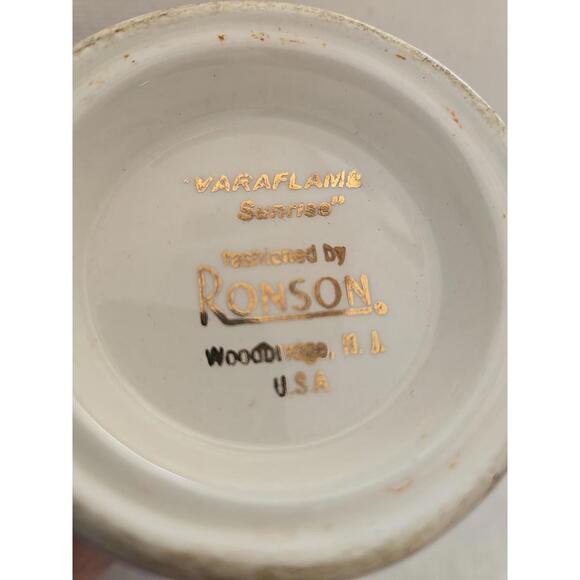 "VARAFLAME
Sunrise"
fashioned by
RONSON.
Woodbridge, N. J.
U.S.A